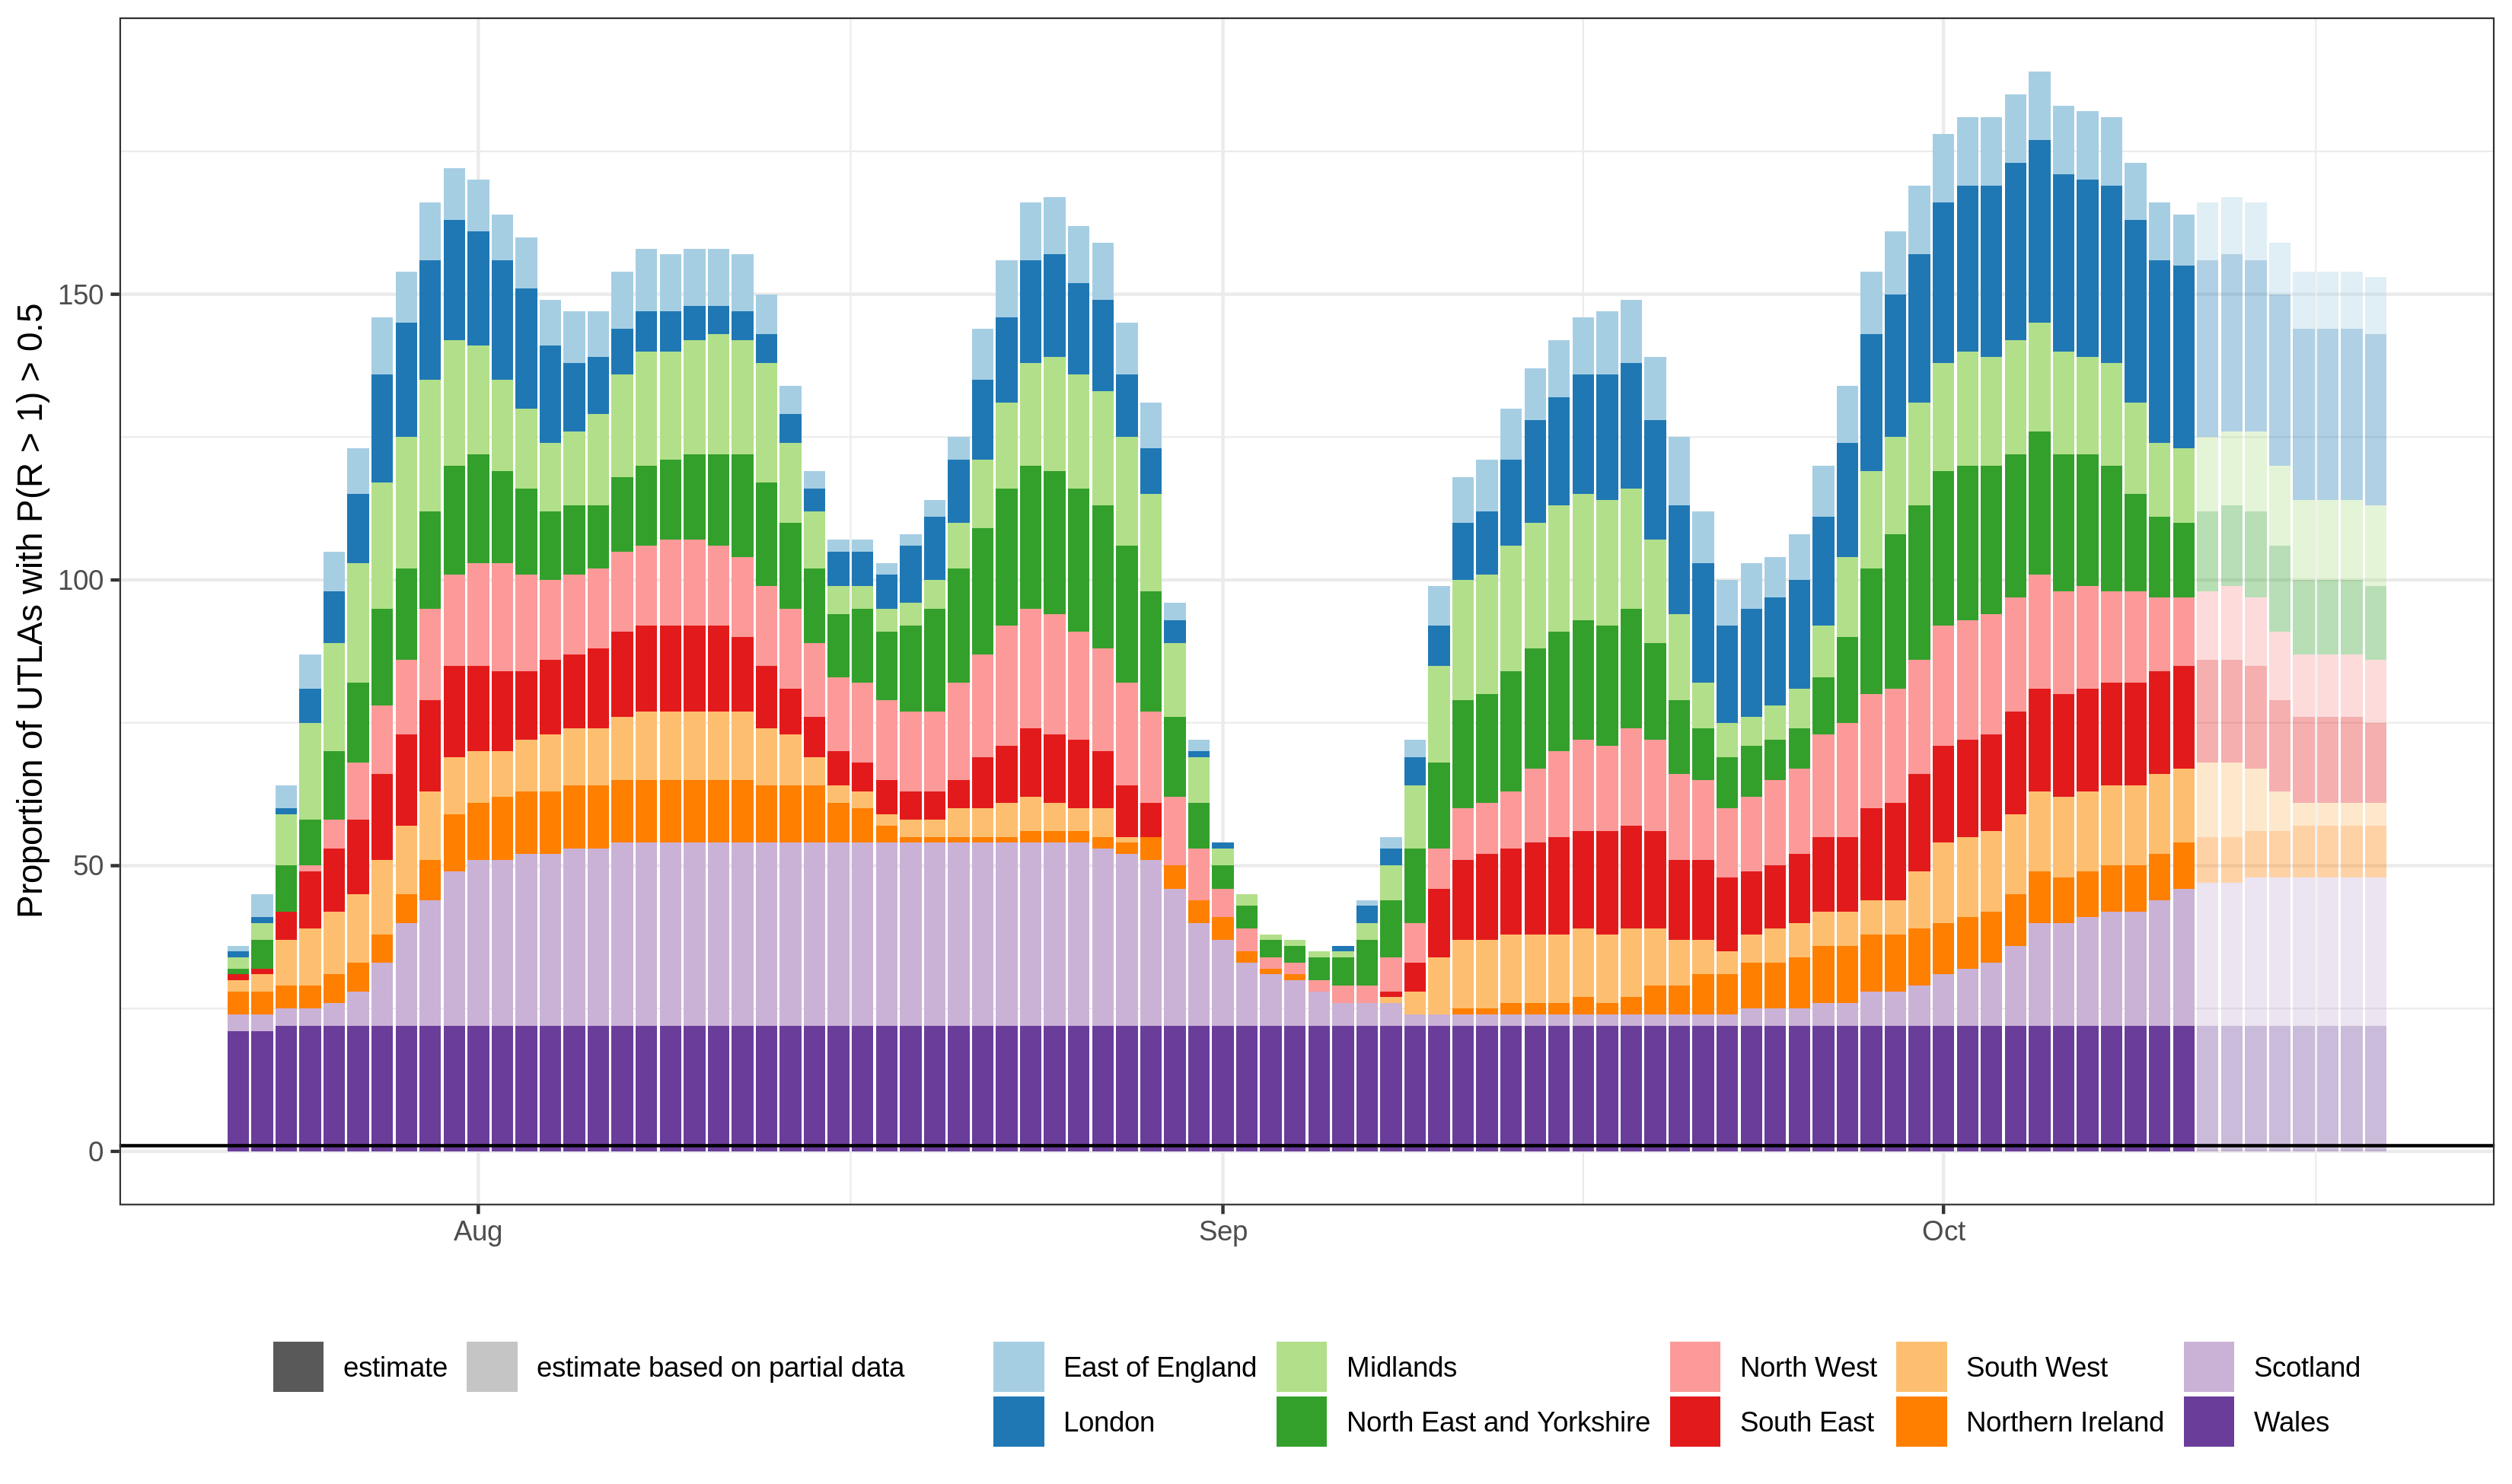 Proportion of UTLAs with P(R > 1) > 0.5
150
100
50
0
Aug Sep Oct
estimate estimate based on partial data East of England Midlands North West South West Scotland
London North East and Yorkshire South East Northern Ireland Wales